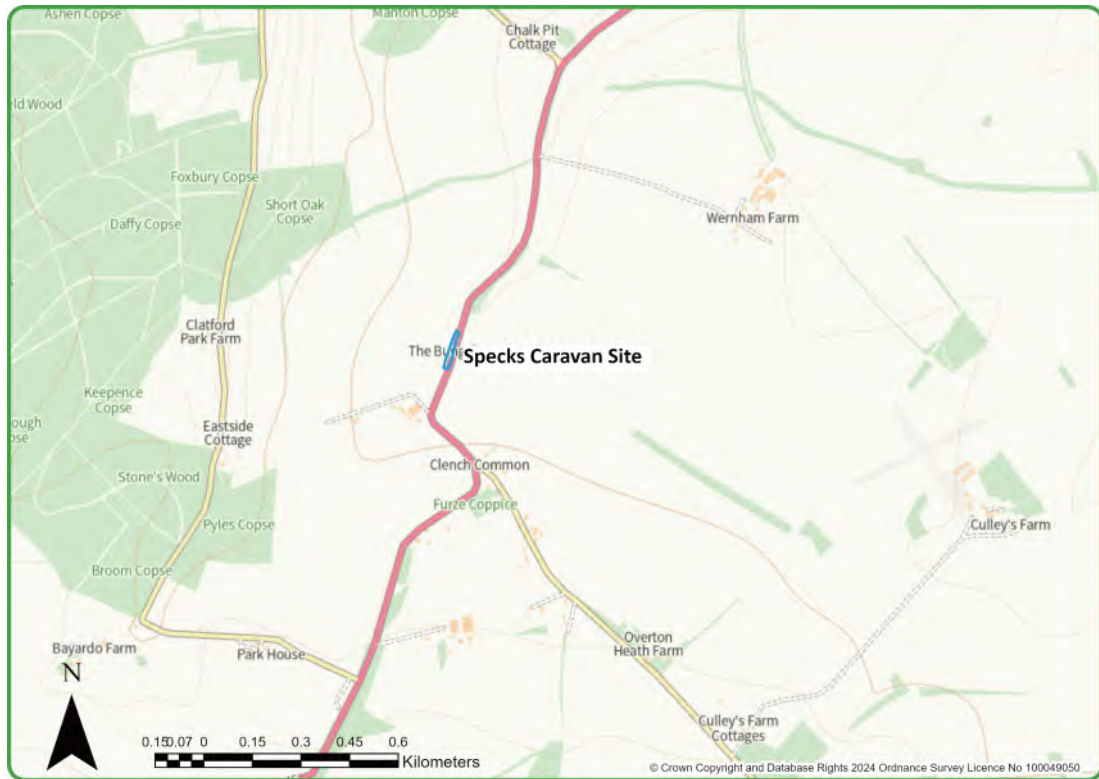 Ashen Copse
Manton Copse
Chalk Pit
Cottage
ld Wood
Foxbury Copse
Short Oak
Copse
Daffy Copse
Wernham Farm
Clatford
Park Farm
The Bung
Specks Caravan Site
Keepence
Copse
ough
pse
Eastside
Cottage
Clench Common
Stone's Wood
Furze Coppice
Pyles Copse
Culley's Farm
Broom Copse
Bayardo Farm
Park House
Overton
Heath Farm
N
Culley's Farm
Cottages
0.15 0.07 0 0.15 0.3 0.45 0.6
Kilometers
© Crown Copyright and Database Rights 2024 Ordnance Survey Licence No 100049050